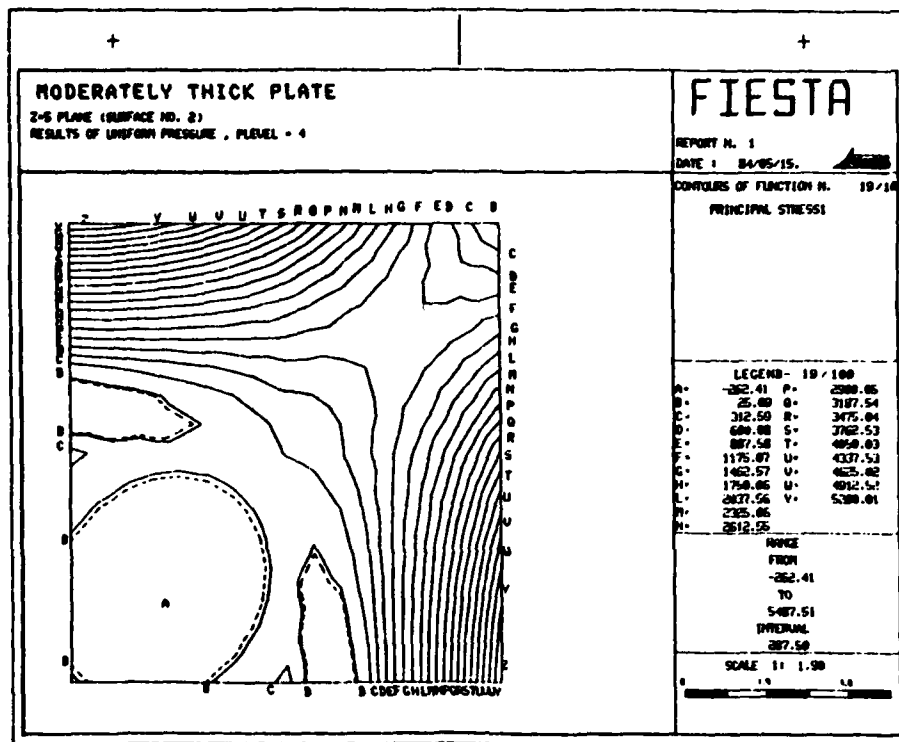 MODERATELY THICK PLATE
Z=5 PLANE (SURFACE NO. 2)
RESULTS OF UNIFORM PRESSURE , PLEVEL = 4
FIESTA
REPORT N. 1
DATE : 84/05/15.
CONTOURS OF FUNCTION N. 19/100
PRINCIPAL STRESS1
Z Y W V U T S R Q P N M L H G F E D C B
C
D
E
F
G
H
L
M
N
P
Q
R
S
T
U
V
W
Y
Z
B
B
C
B
A
B
B C B B C D E F G H L M N P Q R S T U V W Y
LEGEND- 19/100
A= -262.41 P= 2900.05
B= 25.09 Q= 3187.54
C= 312.59 R= 3475.04
D= 600.08 S= 3762.53
E= 887.58 T= 4050.03
F= 1175.07 U= 4337.53
G= 1462.57 V= 4625.02
H= 1750.06 W= 4912.52
L= 2037.56 Y= 5200.01
M= 2325.06
N= 2612.55
RANGE
FROM
-262.41
TO
5487.51
INTERVAL
287.50
SCALE 1: 1.90